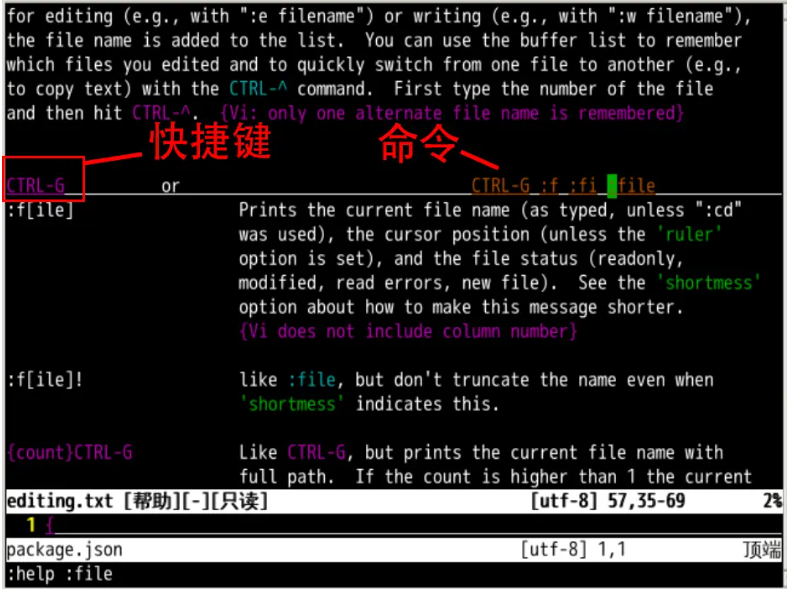 for editing (e.g., with ":e filename") or writing (e.g., with ":w filename"),
the file name is added to the list.  You can use the buffer list to remember
which files you edited and to quickly switch from one file to another (e.g.,
to copy text) with the CTRL-^ command.  First type the number of the file
and then hit CTRL-^.  {Vi: only one alternate file name is remembered}
快捷键 命令
CTRL-G or CTRL-G :f :fi :file
:f[ile] Prints the current file name (as typed, unless ":cd"
was used), the cursor position (unless the 'ruler'
option is set), and the file status (readonly,
modified, read errors, new file).  See the 'shortmess'
option about how to make this message shorter.
{Vi does not include column number}
:f[ile]! like :file, but don't truncate the name even when
'shortmess' indicates this.
{count}CTRL-G Like CTRL-G, but prints the current file name with
full path.  If the count is higher than 1 the current
editing.txt [帮助][-][只读] [utf-8] 57,35-69 2%
1 {
package.json [utf-8] 1,1 顶端
:help :file